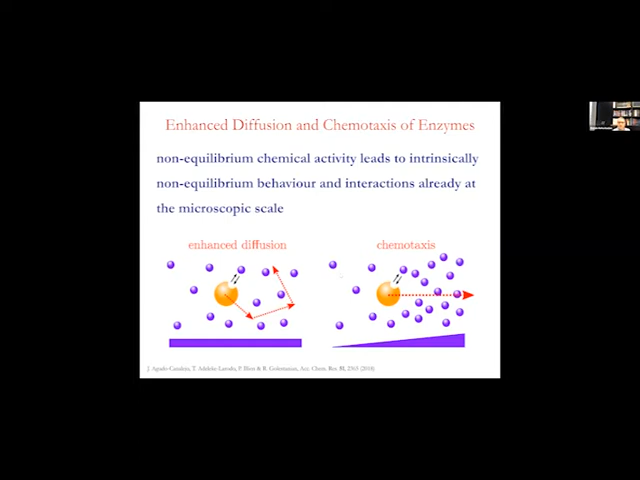 Enhanced Diffusion and Chemotaxis of Enzymes
non-equilibrium chemical activity leads to intrinsically
non-equilibrium behaviour and interactions already at
the microscopic scale
enhanced diffusion
chemotaxis
J. Agudo-Canalejo, T. Adeleke-Larodo, P. Illien & R. Golestanian, Acc. Chem. Res. 51, 2365 (2018)